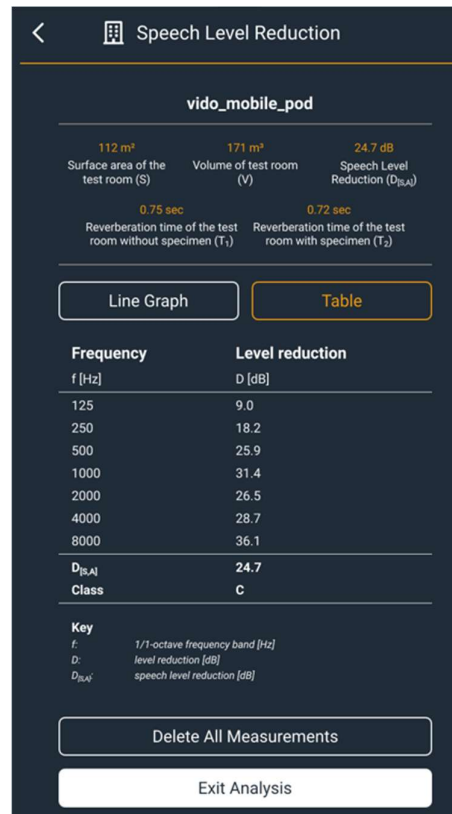 Speech Level Reduction
vido_mobile_pod
112 m²
Surface area of the
test room (S)
171 m³
Volume of test room
(V)
24.7 dB
Speech Level
Reduction (D[S,A])
0.75 sec
Reverberation time of the test
room without specimen (T₁)
0.72 sec
Reverberation time of the test
room with specimen (T₂)
Line Graph
Table
Frequency Level reduction
f [Hz] D [dB]
125 9.0
250 18.2
500 25.9
1000 31.4
2000 26.5
4000 28.7
8000 36.1
D[S,A] 24.7
Class C
Key
f: 1/1-octave frequency band [Hz]
D: level reduction [dB]
D[S,A]: speech level reduction [dB]
Delete All Measurements
Exit Analysis